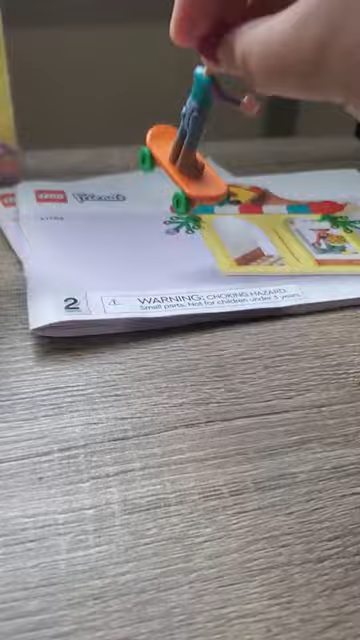 LEGO Friends
2 WARNING: CHOKING HAZARD.
Small parts. Not for children under 3 years.